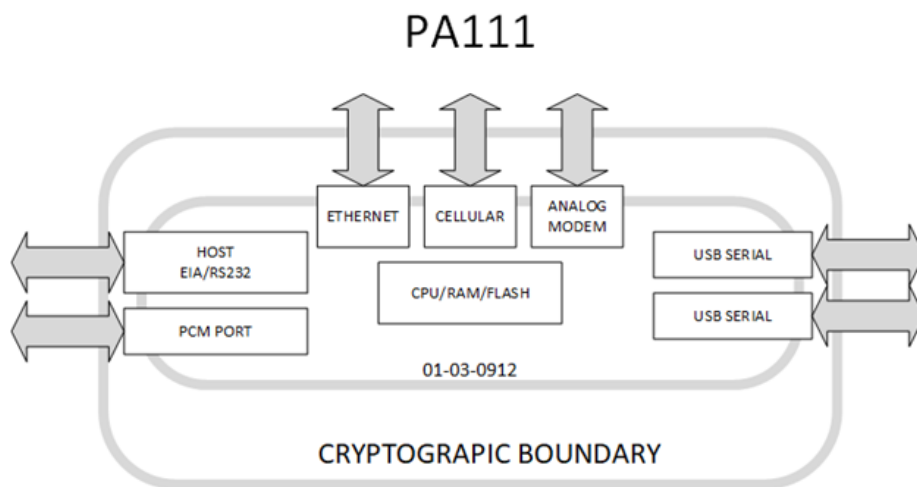 PA111
ETHERNET
CELLULAR
ANALOG
MODEM
HOST
EIA/RS232
USB SERIAL
CPU/RAM/FLASH
PCM PORT
USB SERIAL
01-03-0912
CRYPTOGRAPIC BOUNDARY